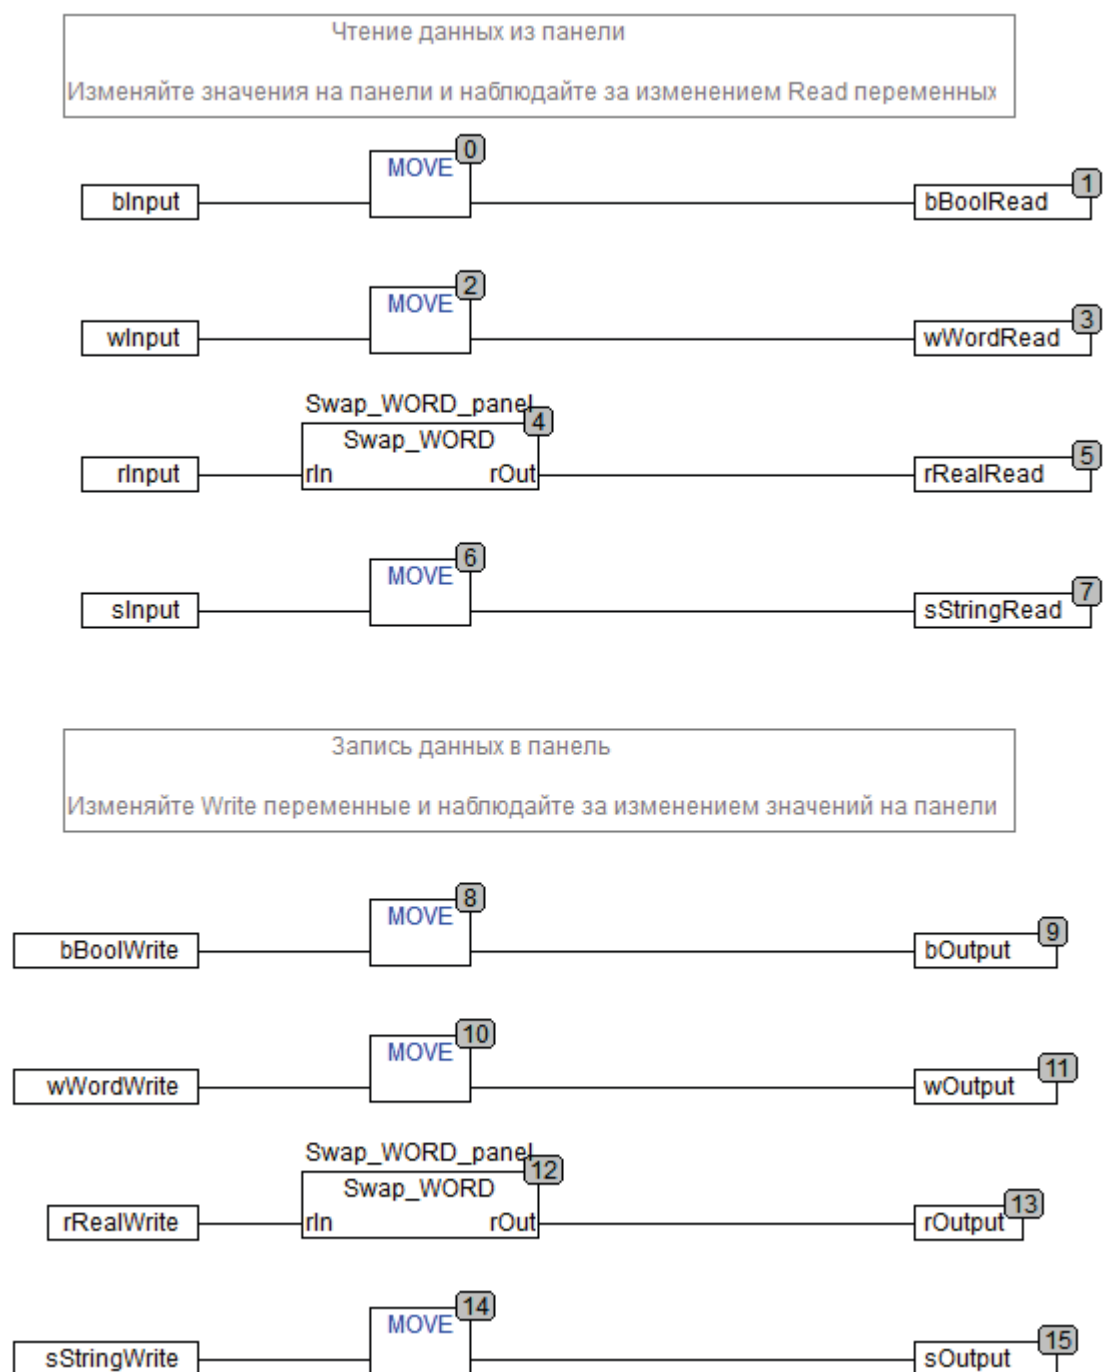 Чтение данных из панели
Изменяйте значения на панели и наблюдайте за изменением Read переменных
MOVE 0
bInput bBoolRead 1
MOVE 2
wInput wWordRead 3
Swap_WORD_panel 4
Swap_WORD
rInput rIn rOut rRealRead 5
MOVE 6
sInput sStringRead 7
Запись данных в панель
Изменяйте Write переменные и наблюдайте за изменением значений на панели
MOVE 8
bBoolWrite bOutput 9
MOVE 10
wWordWrite wOutput 11
Swap_WORD_panel 12
Swap_WORD
rRealWrite rIn rOut rOutput 13
MOVE 14
sStringWrite sOutput 15